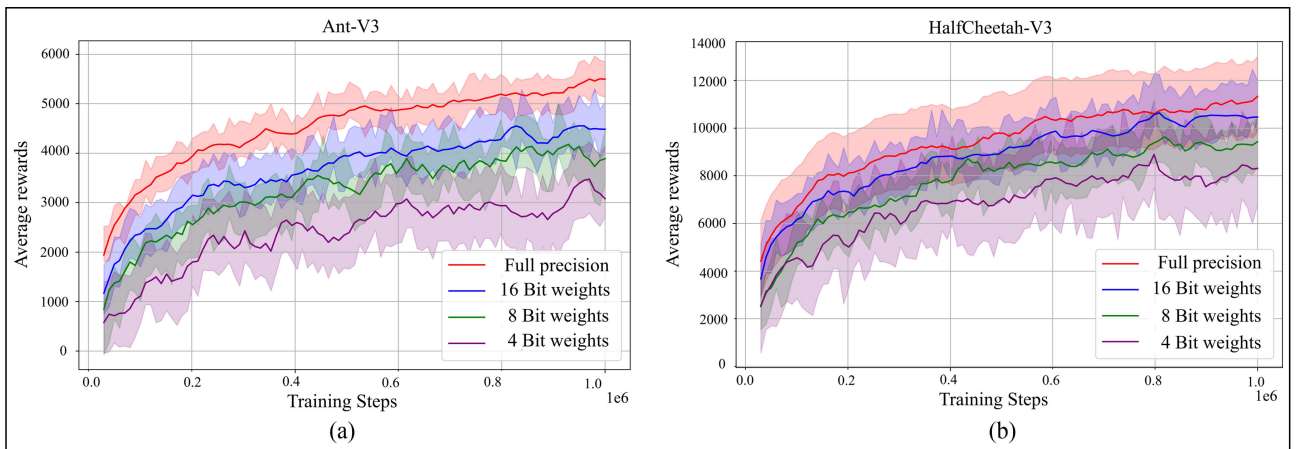 Ant-V3
6000
5000
4000
3000
2000
1000
0
Average rewards
Full precision
16 Bit weights
8 Bit weights
4 Bit weights
0.0 0.2 0.4 0.6 0.8 1.0
1e6
Training Steps
(a)
HalfCheetah-V3
14000
12000
10000
8000
6000
4000
2000
0
Average rewards
Full precision
16 Bit weights
8 Bit weights
4 Bit weights
0.0 0.2 0.4 0.6 0.8 1.0
1e6
Training Steps
(b)